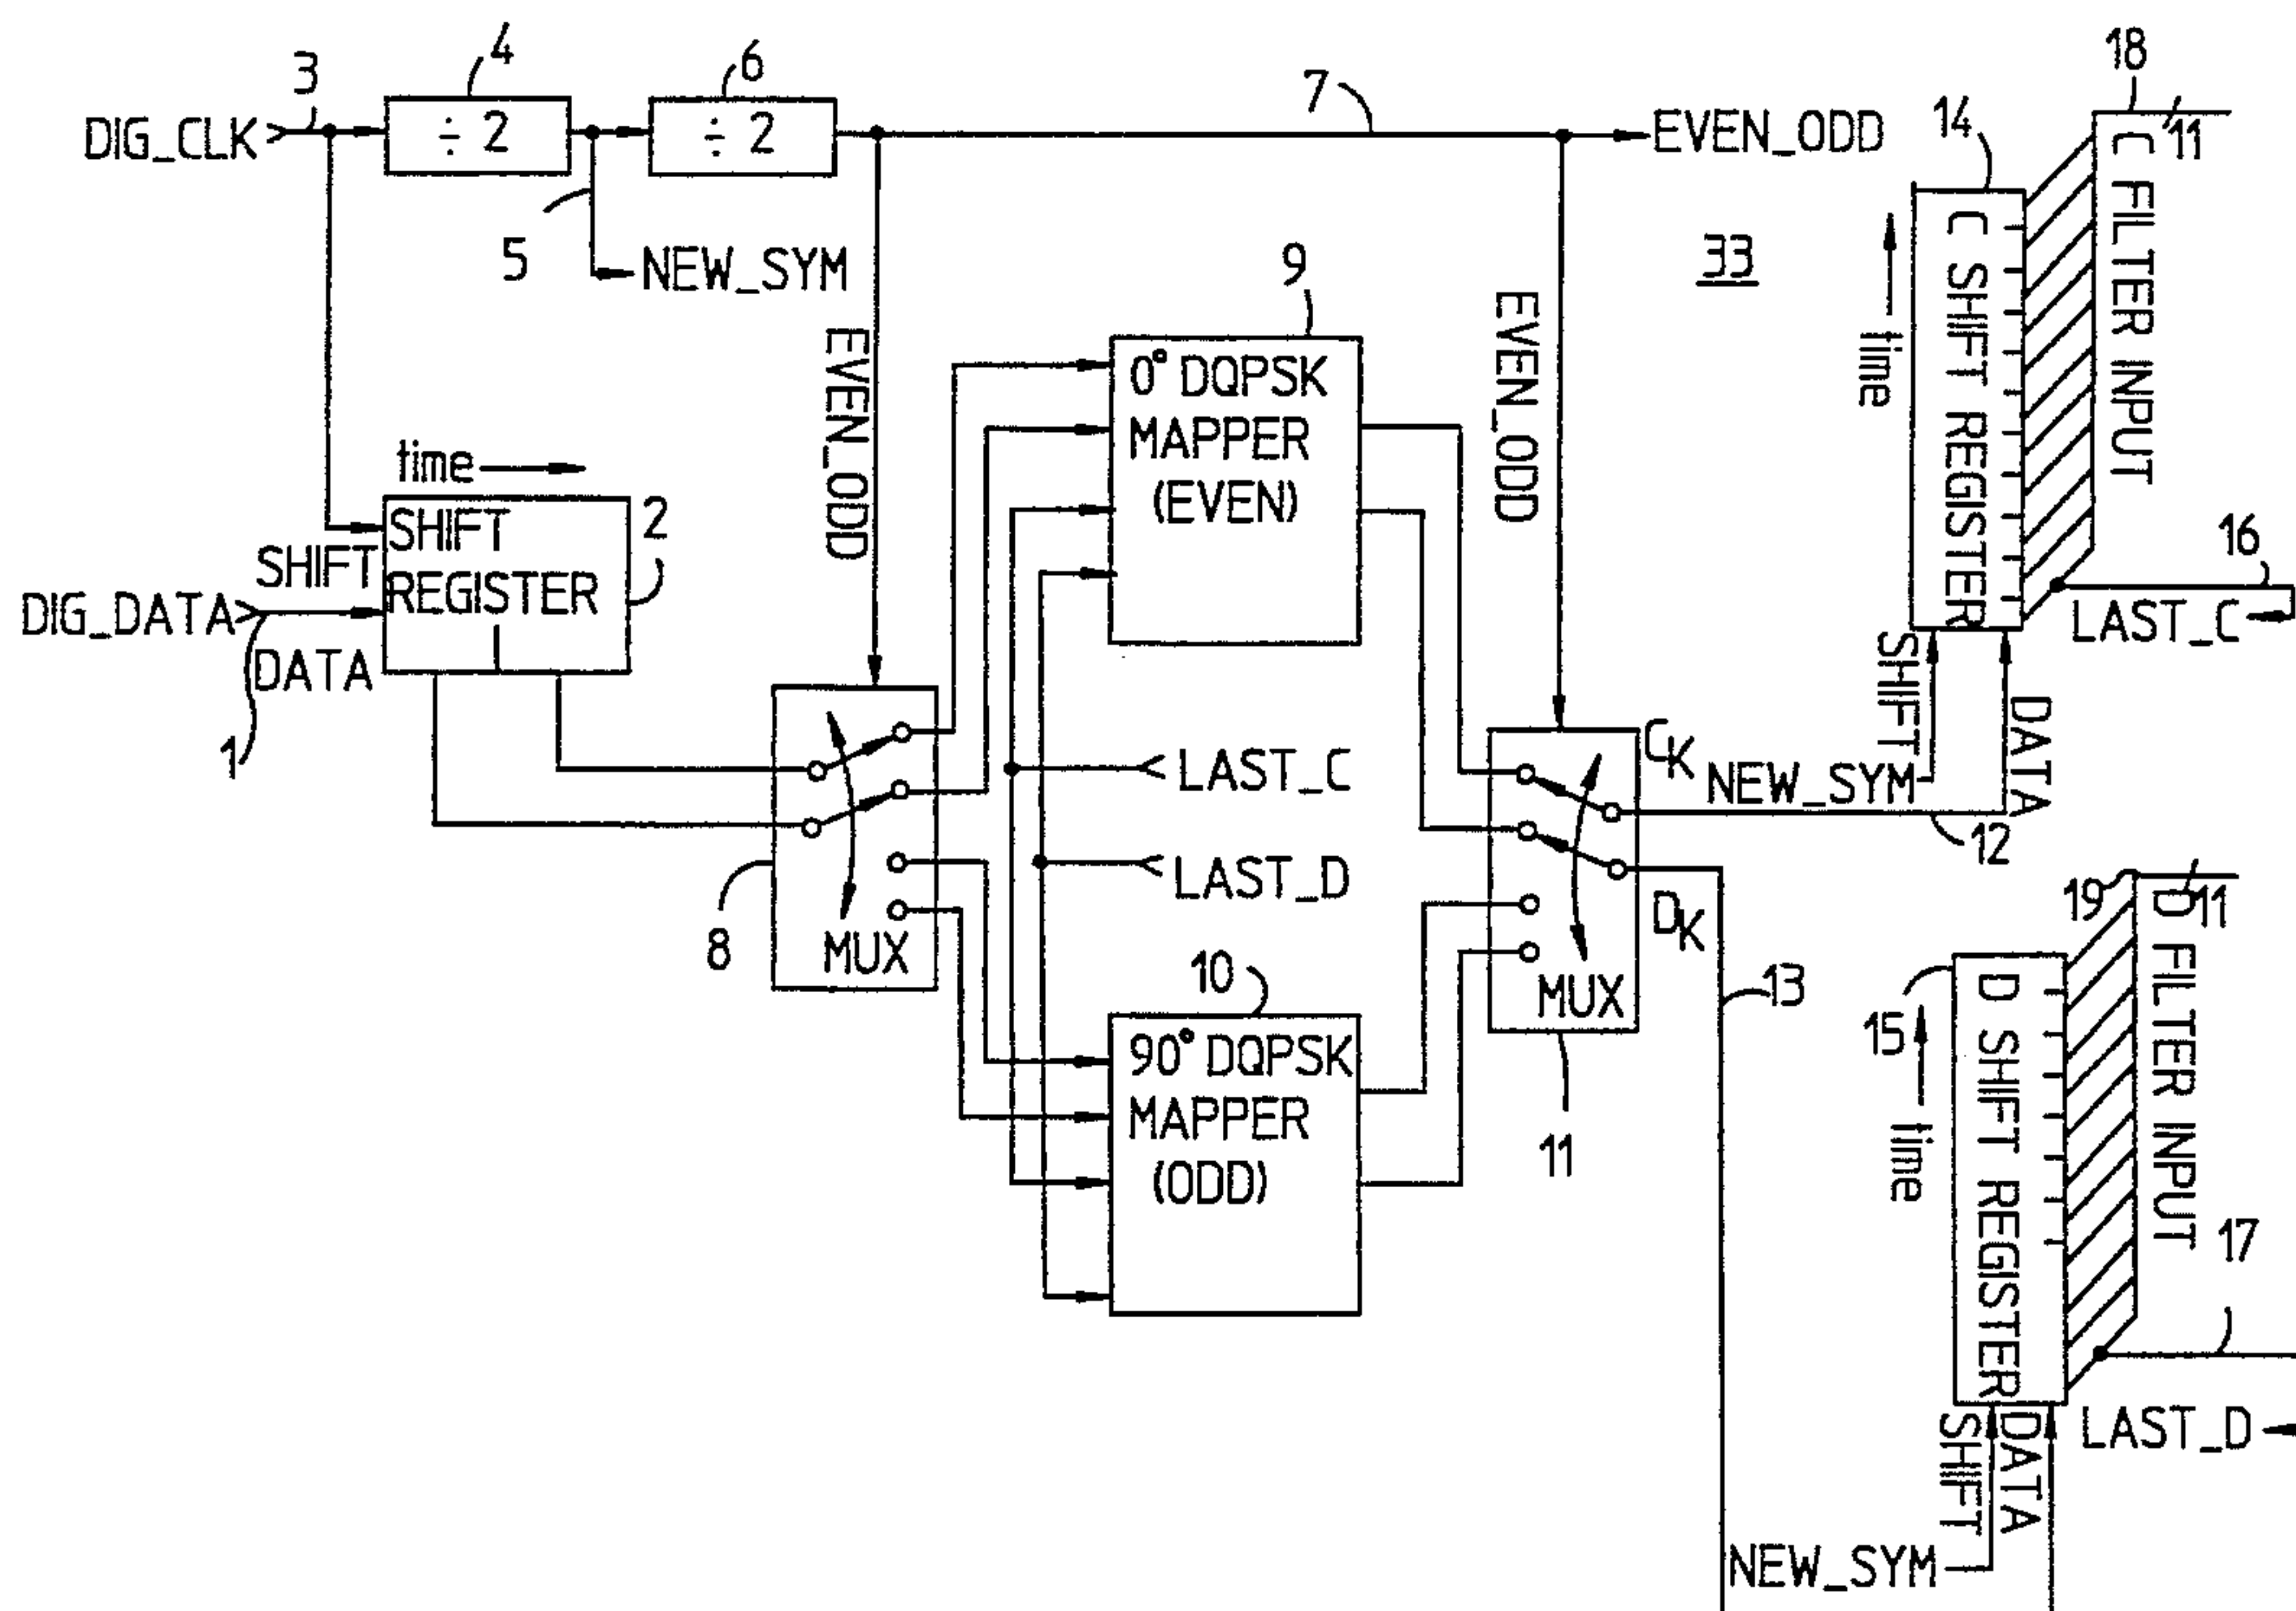 DIG_CLK
3
4
÷ 2
6
÷ 2
7
EVEN_ODD
5
NEW_SYM
EVEN_ODD
time
SHIFT REGISTER
2
SHIFT
DIG_DATA
DATA
1
8
MUX
9
0° DQPSK
MAPPER
(EVEN)
EVEN_ODD
LAST_C
LAST_D
10
90° DQPSK
MAPPER
(ODD)
CK
DK
MUX
11
33
12
13
14
time
C SHIFT REGISTER
18
11
C FILTER INPUT
16
LAST_C
NEW_SYM
SHIFT
DATA
19
11
D FILTER INPUT
15
time
D SHIFT REGISTER
17
LAST_D
SHIFT
DATA
NEW_SYM